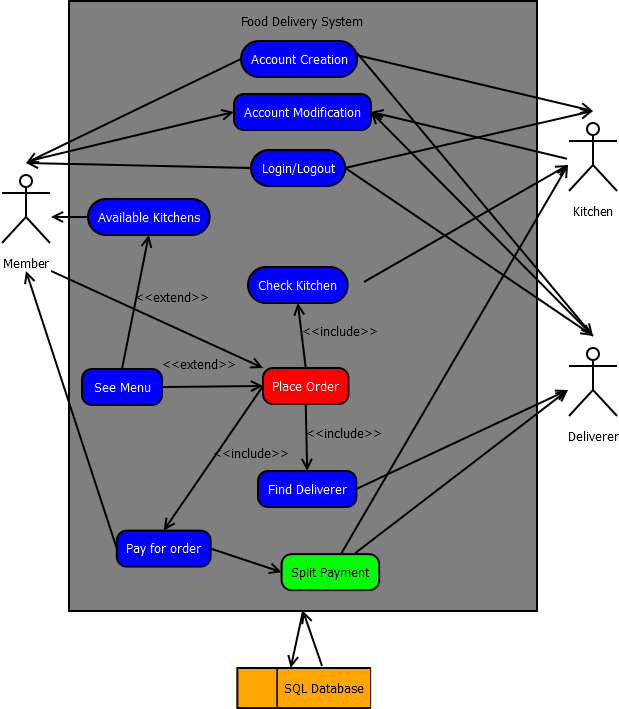 Food Delivery System
Account Creation
Account Modification
Login/Logout
Kitchen
Available Kitchens
Member
Check Kitchen
<<extend>>
<<include>>
<<extend>>
See Menu
Place Order
Deliverer
<<include>>
<<include>>
Find Deliverer
Pay for order
Split Payment
SQL Database